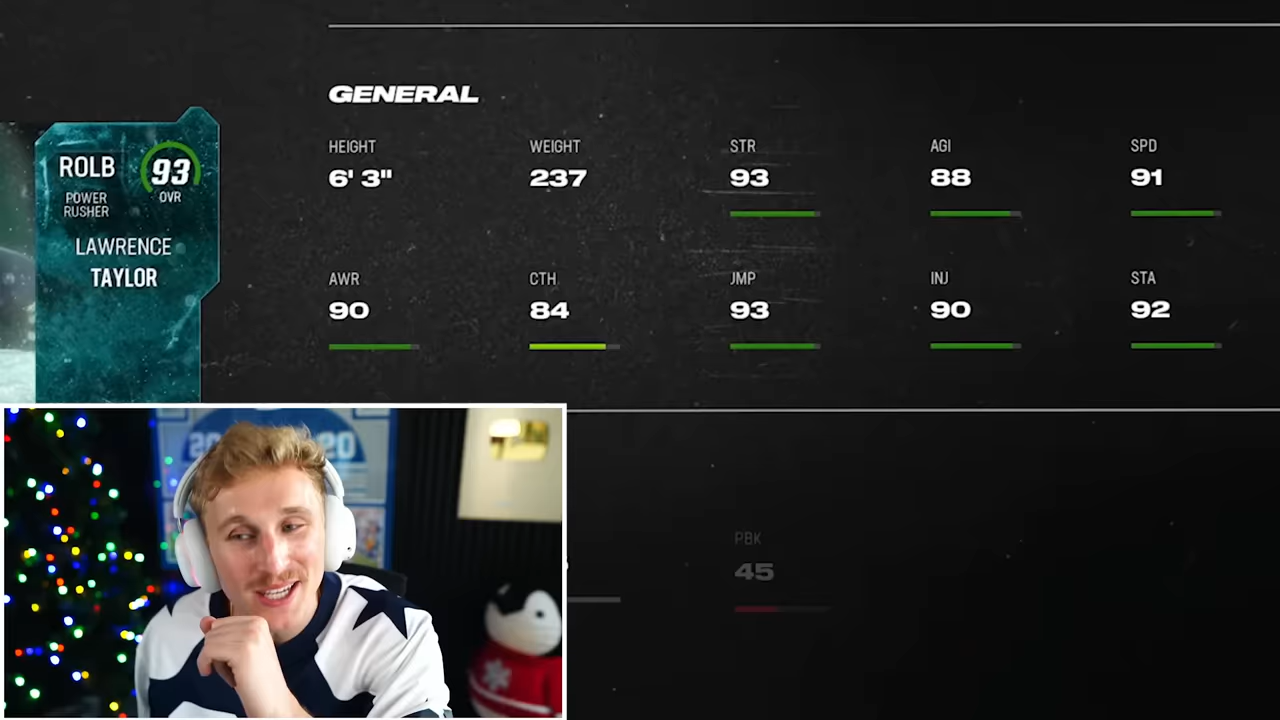 GENERAL
HEIGHT WEIGHT STR AGI SPD
6' 3" 237 93 88 91
ROLB 93
OVR
POWER
RUSHER
LAWRENCE
TAYLOR
AWR CTH JMP INJ STA
90 84 93 90 92
PBK
45
20